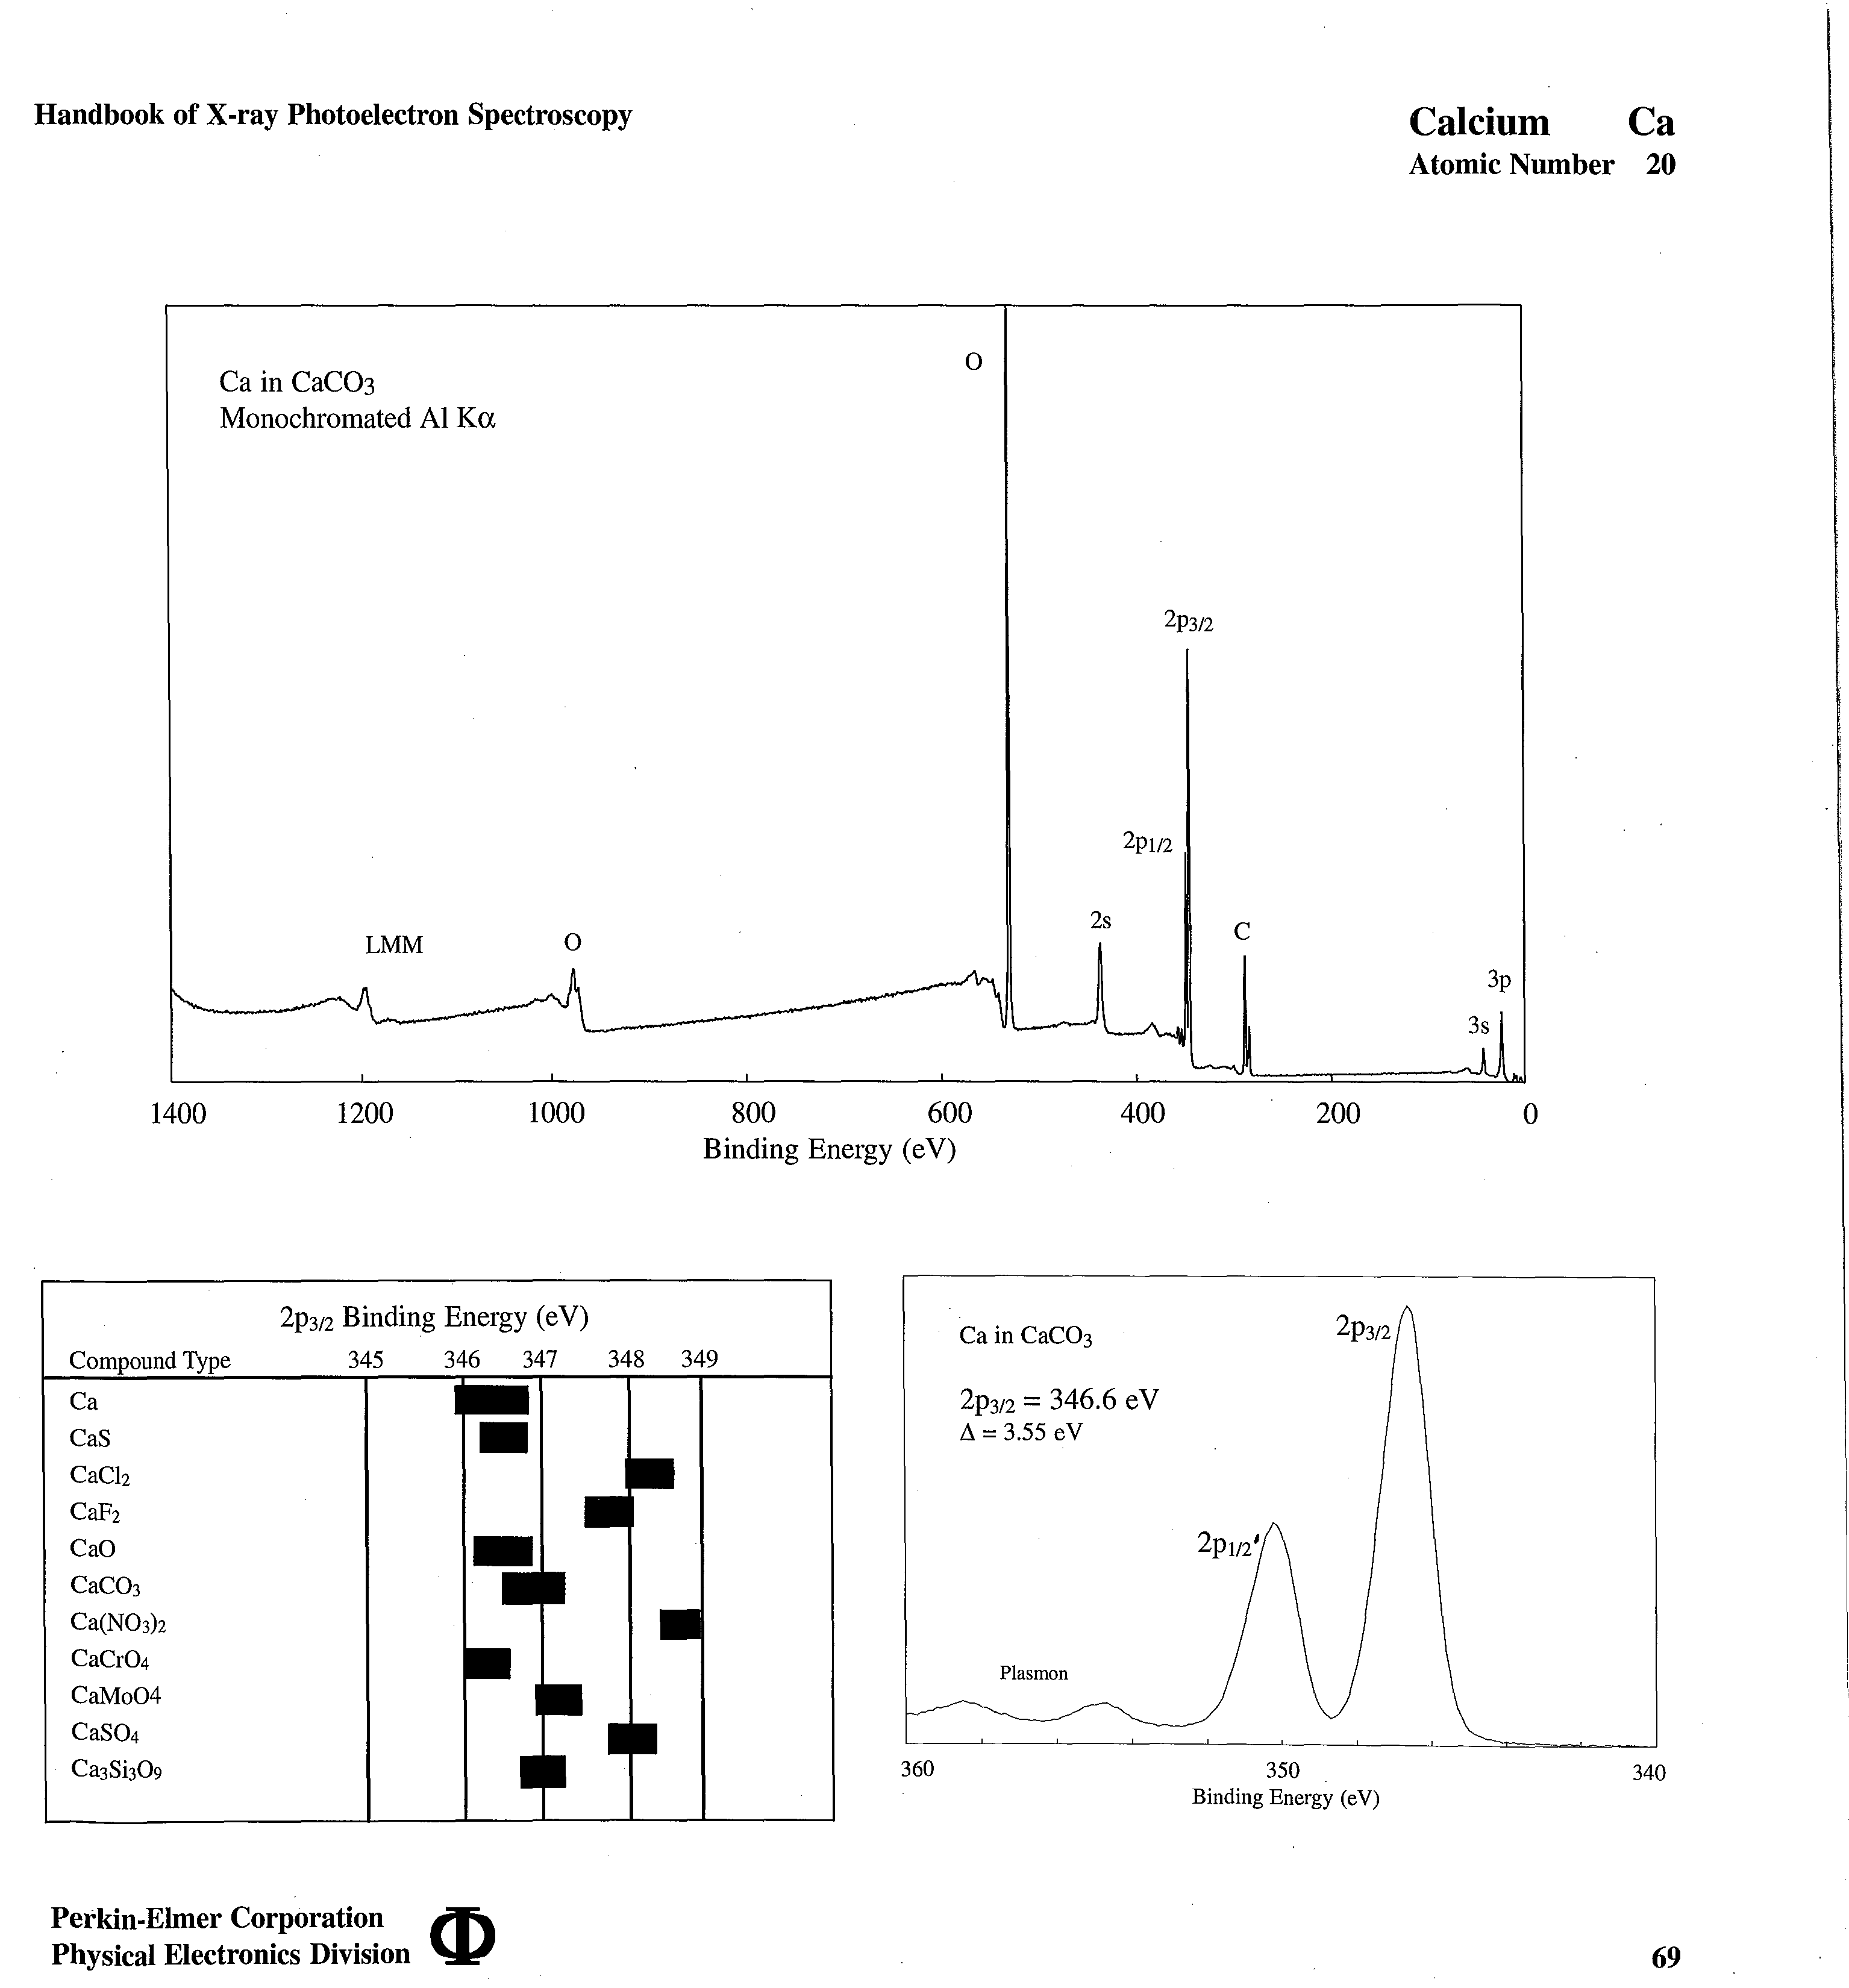 Handbook of X-ray Photoelectron Spectroscopy
Calcium Ca
Atomic Number 20
Ca in CaCO3
Monochromated Al Kα
O
2p3/2
2p1/2
2s
C
LMM
O
3p
3s
1400 1200 1000 800 600 400 200 0
Binding Energy (eV)
2p3/2 Binding Energy (eV)
Compound Type 345 346 347 348 349
Ca
CaS
CaCl2
CaF2
CaO
CaCO3
Ca(NO3)2
CaCrO4
CaMoO4
CaSO4
Ca3Si3O9
Ca in CaCO3
2p3/2
2p3/2 = 346.6 eV
Δ = 3.55 eV
2p1/2
Plasmon
360 350 340
Binding Energy (eV)
Perkin-Elmer Corporation
Physical Electronics Division Φ
69